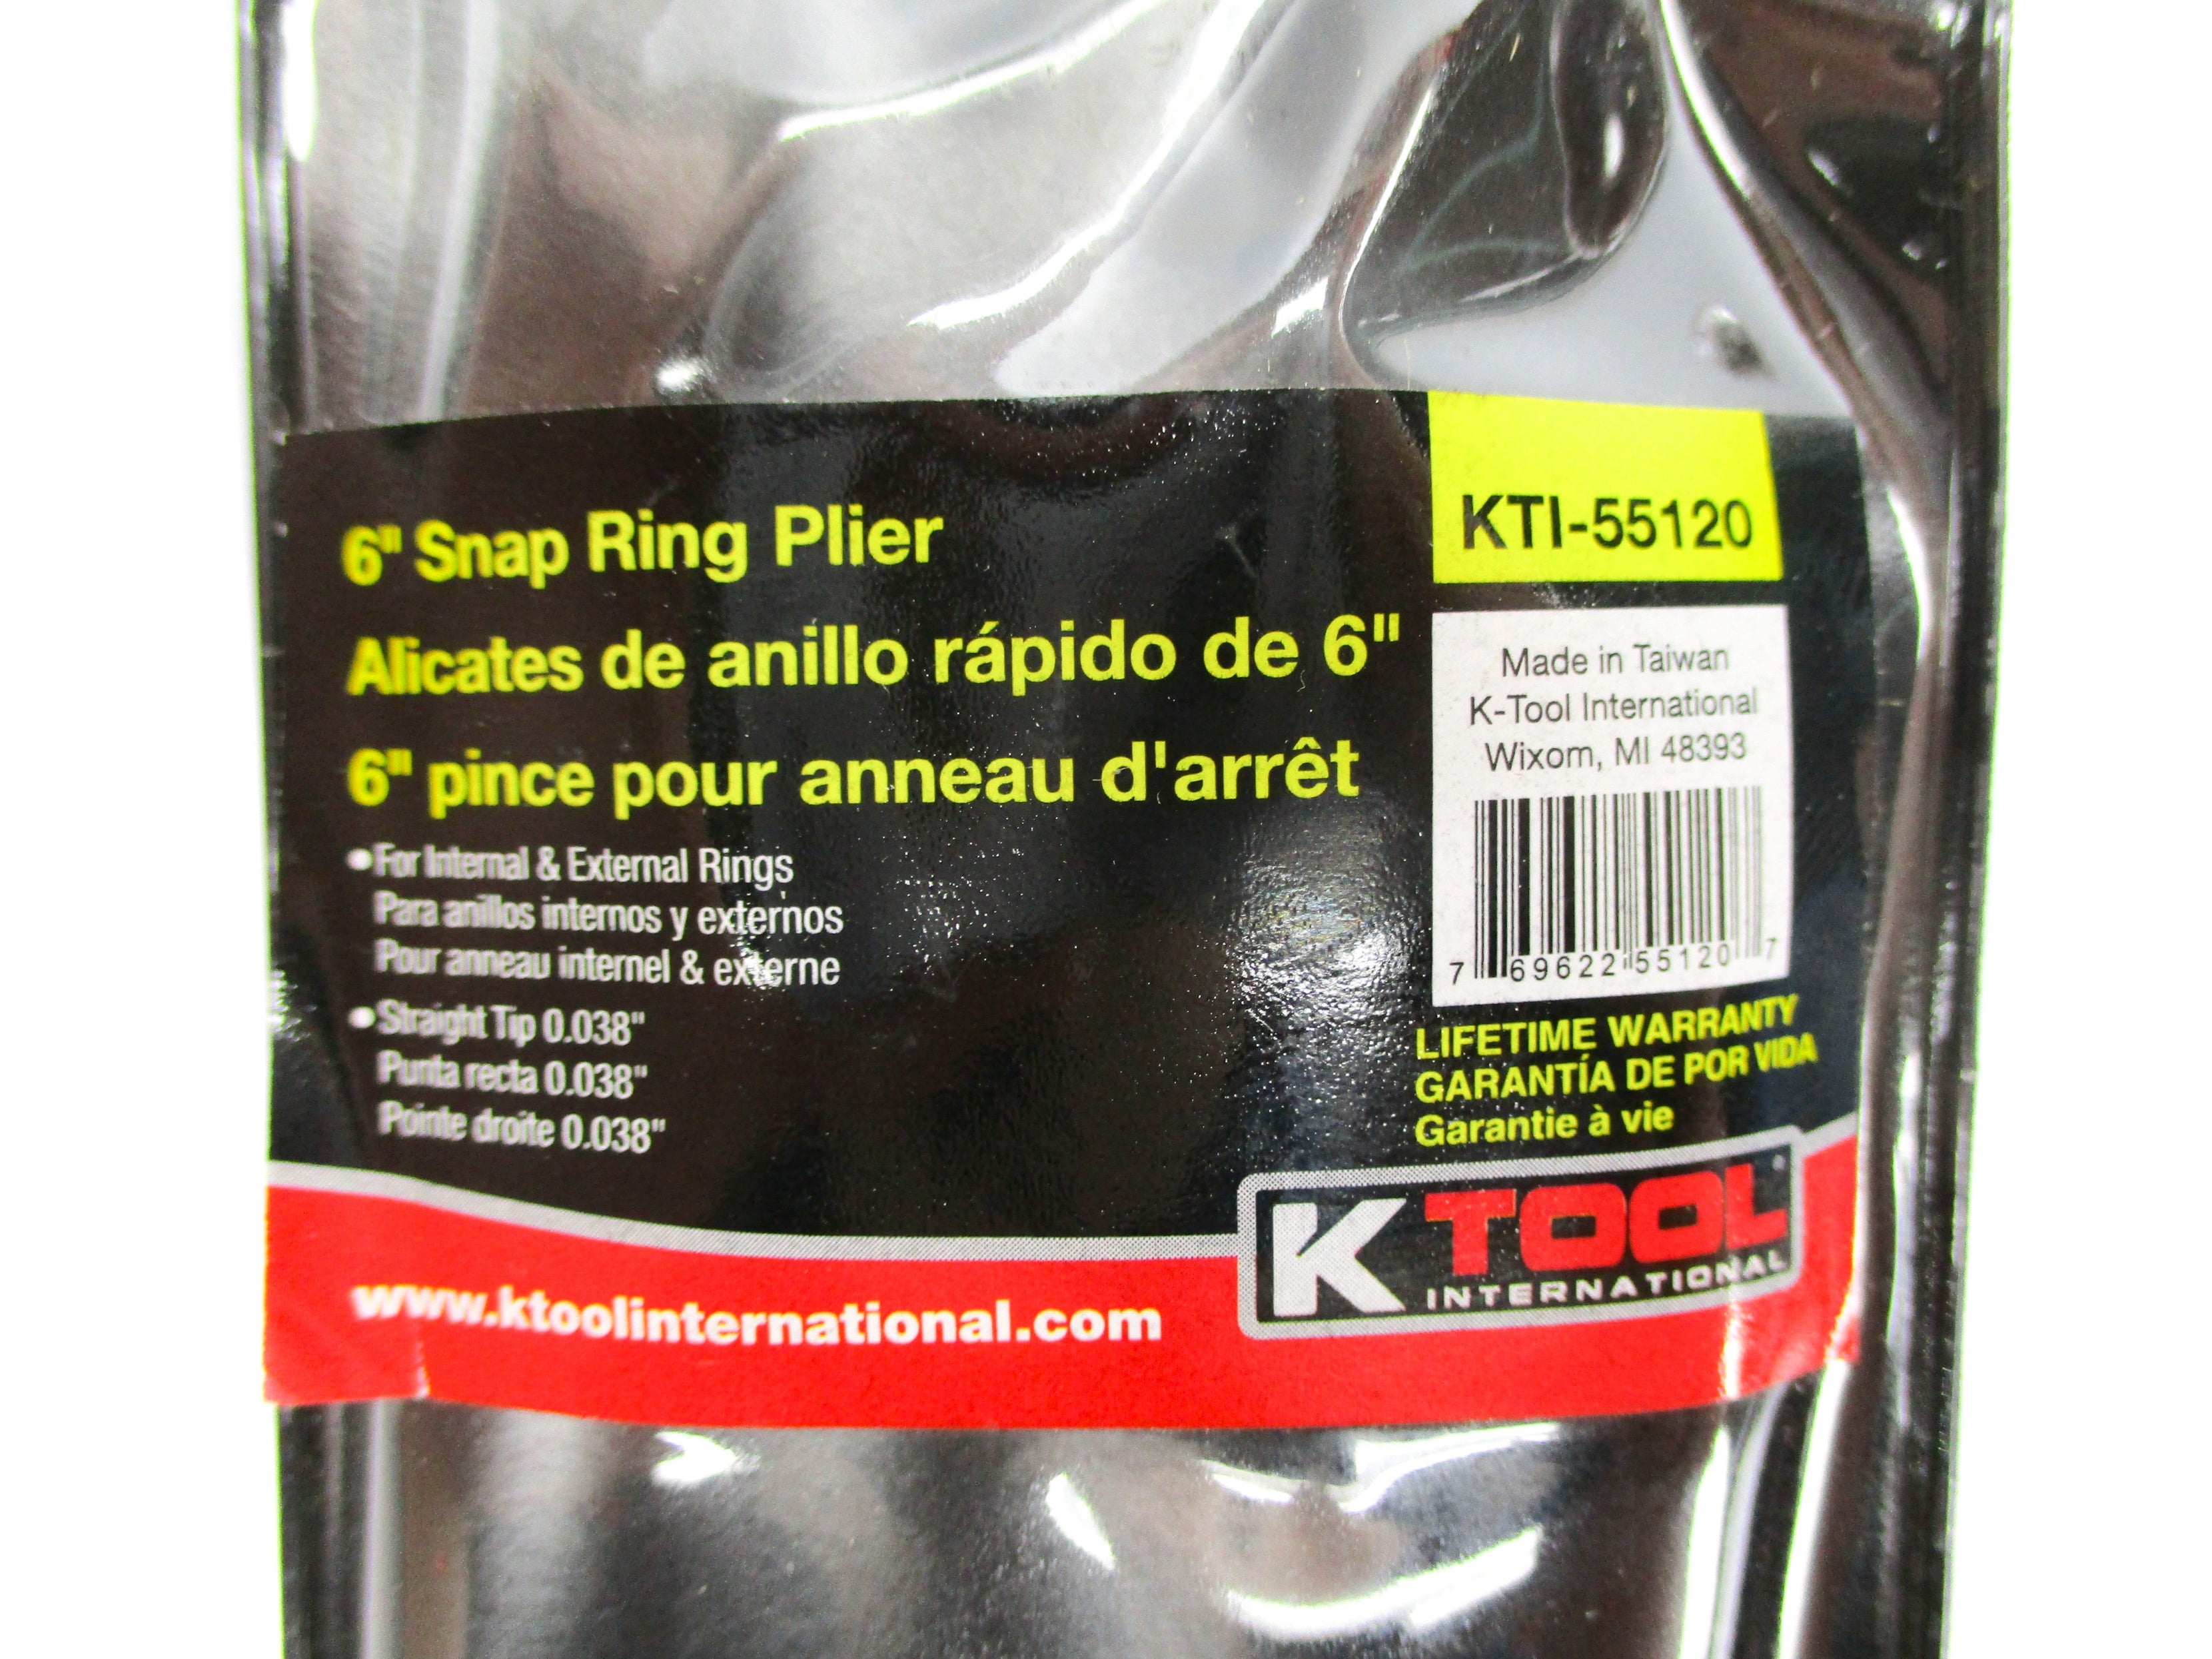 6" Snap Ring Plier
Alicates de anillo rápido de 6"
6" pince pour anneau d'arrêt
•For Internal & External Rings
Para anillos internos y externos
Pour anneau internel & externe
•Straight Tip 0.038"
Punta recta 0.038"
Pointe droite 0.038"
KTI-55120
Made in Taiwan
K-Tool International
Wixom, MI 48393
7 69622 55120 7
LIFETIME WARRANTY
GARANTÍA DE POR VIDA
Garantie à vie
K TOOL
INTERNATIONAL
www.ktoolinternational.com